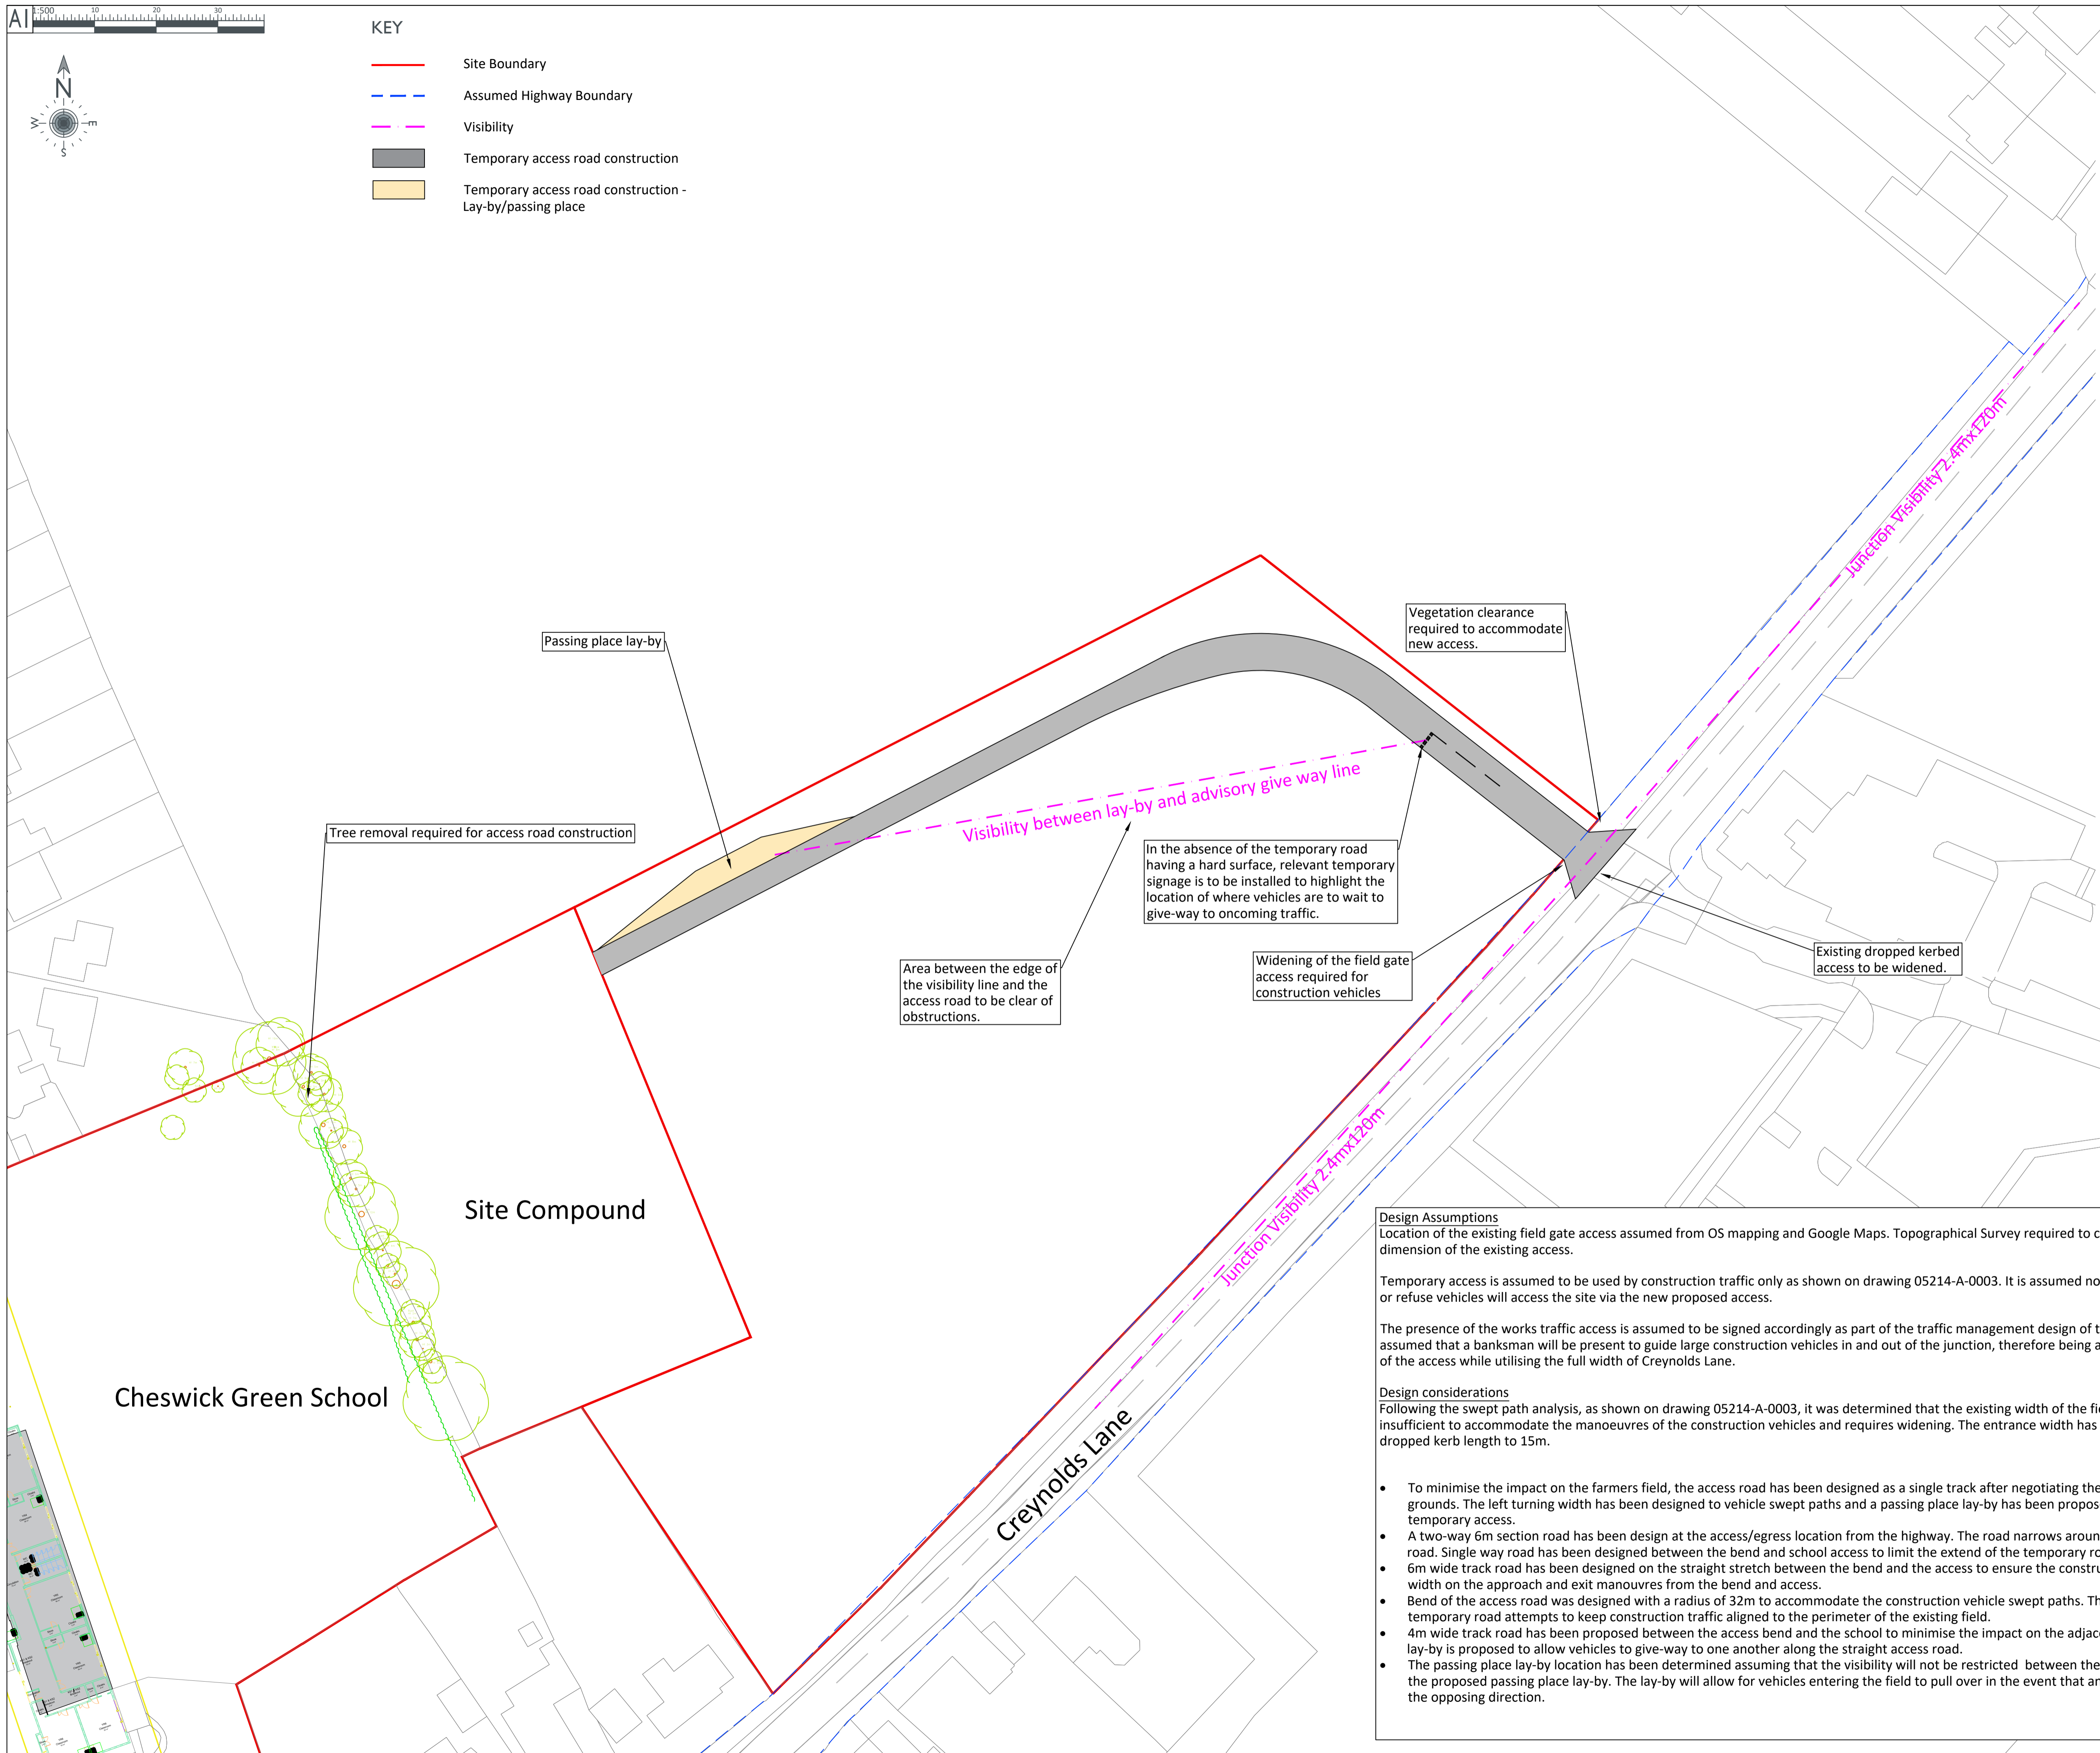 A1
1:500
10
20
30
N
E
S
W
KEY
Site Boundary
Assumed Highway Boundary
Visibility
Temporary access road construction
Temporary access road construction -
Lay-by/passing place
Junction Visibility 2.4mx120m
Passing place lay-by
Vegetation clearance
required to accommodate
new access.
Visibility between lay-by and advisory give way line
Tree removal required for access road construction
In the absence of the temporary road
having a hard surface, relevant temporary
signage is to be installed to highlight the
location of where vehicles are to wait to
give-way to oncoming traffic.
Area between the edge of
the visibility line and the
access road to be clear of
obstructions.
Widening of the field gate
access required for
construction vehicles
Existing dropped kerbed
access to be widened.
Junction Visibility 2.4mx120m
Site Compound
Cheswick Green School
Creynolds Lane
Design Assumptions
Location of the existing field gate access assumed from OS mapping and Google Maps. Topographical Survey required to c
dimension of the existing access.
Temporary access is assumed to be used by construction traffic only as shown on drawing 05214-A-0003. It is assumed no
or refuse vehicles will access the site via the new proposed access.
The presence of the works traffic access is assumed to be signed accordingly as part of the traffic management design of t
assumed that a banksman will be present to guide large construction vehicles in and out of the junction, therefore being a
of the access while utilising the full width of Creynolds Lane.
Design considerations
Following the swept path analysis, as shown on drawing 05214-A-0003, it was determined that the existing width of the fi
insufficient to accommodate the manoeuvres of the construction vehicles and requires widening. The entrance width has
dropped kerb length to 15m.
• To minimise the impact on the farmers field, the access road has been designed as a single track after negotiating the
grounds. The left turning width has been designed to vehicle swept paths and a passing place lay-by has been propos
temporary access.
• A two-way 6m section road has been design at the access/egress location from the highway. The road narrows aroun
road. Single way road has been designed between the bend and school access to limit the extend of the temporary ro
• 6m wide track road has been designed on the straight stretch between the bend and the access to ensure the constru
width on the approach and exit manouvres from the bend and access.
• Bend of the access road was designed with a radius of 32m to accommodate the construction vehicle swept paths. Th
temporary road attempts to keep construction traffic aligned to the perimeter of the existing field.
• 4m wide track road has been proposed between the access bend and the school to minimise the impact on the adjac
lay-by is proposed to allow vehicles to give-way to one another along the straight access road.
• The passing place lay-by location has been determined assuming that the visibility will not be restricted between the
the proposed passing place lay-by. The lay-by will allow for vehicles entering the field to pull over in the event that an
the opposing direction.